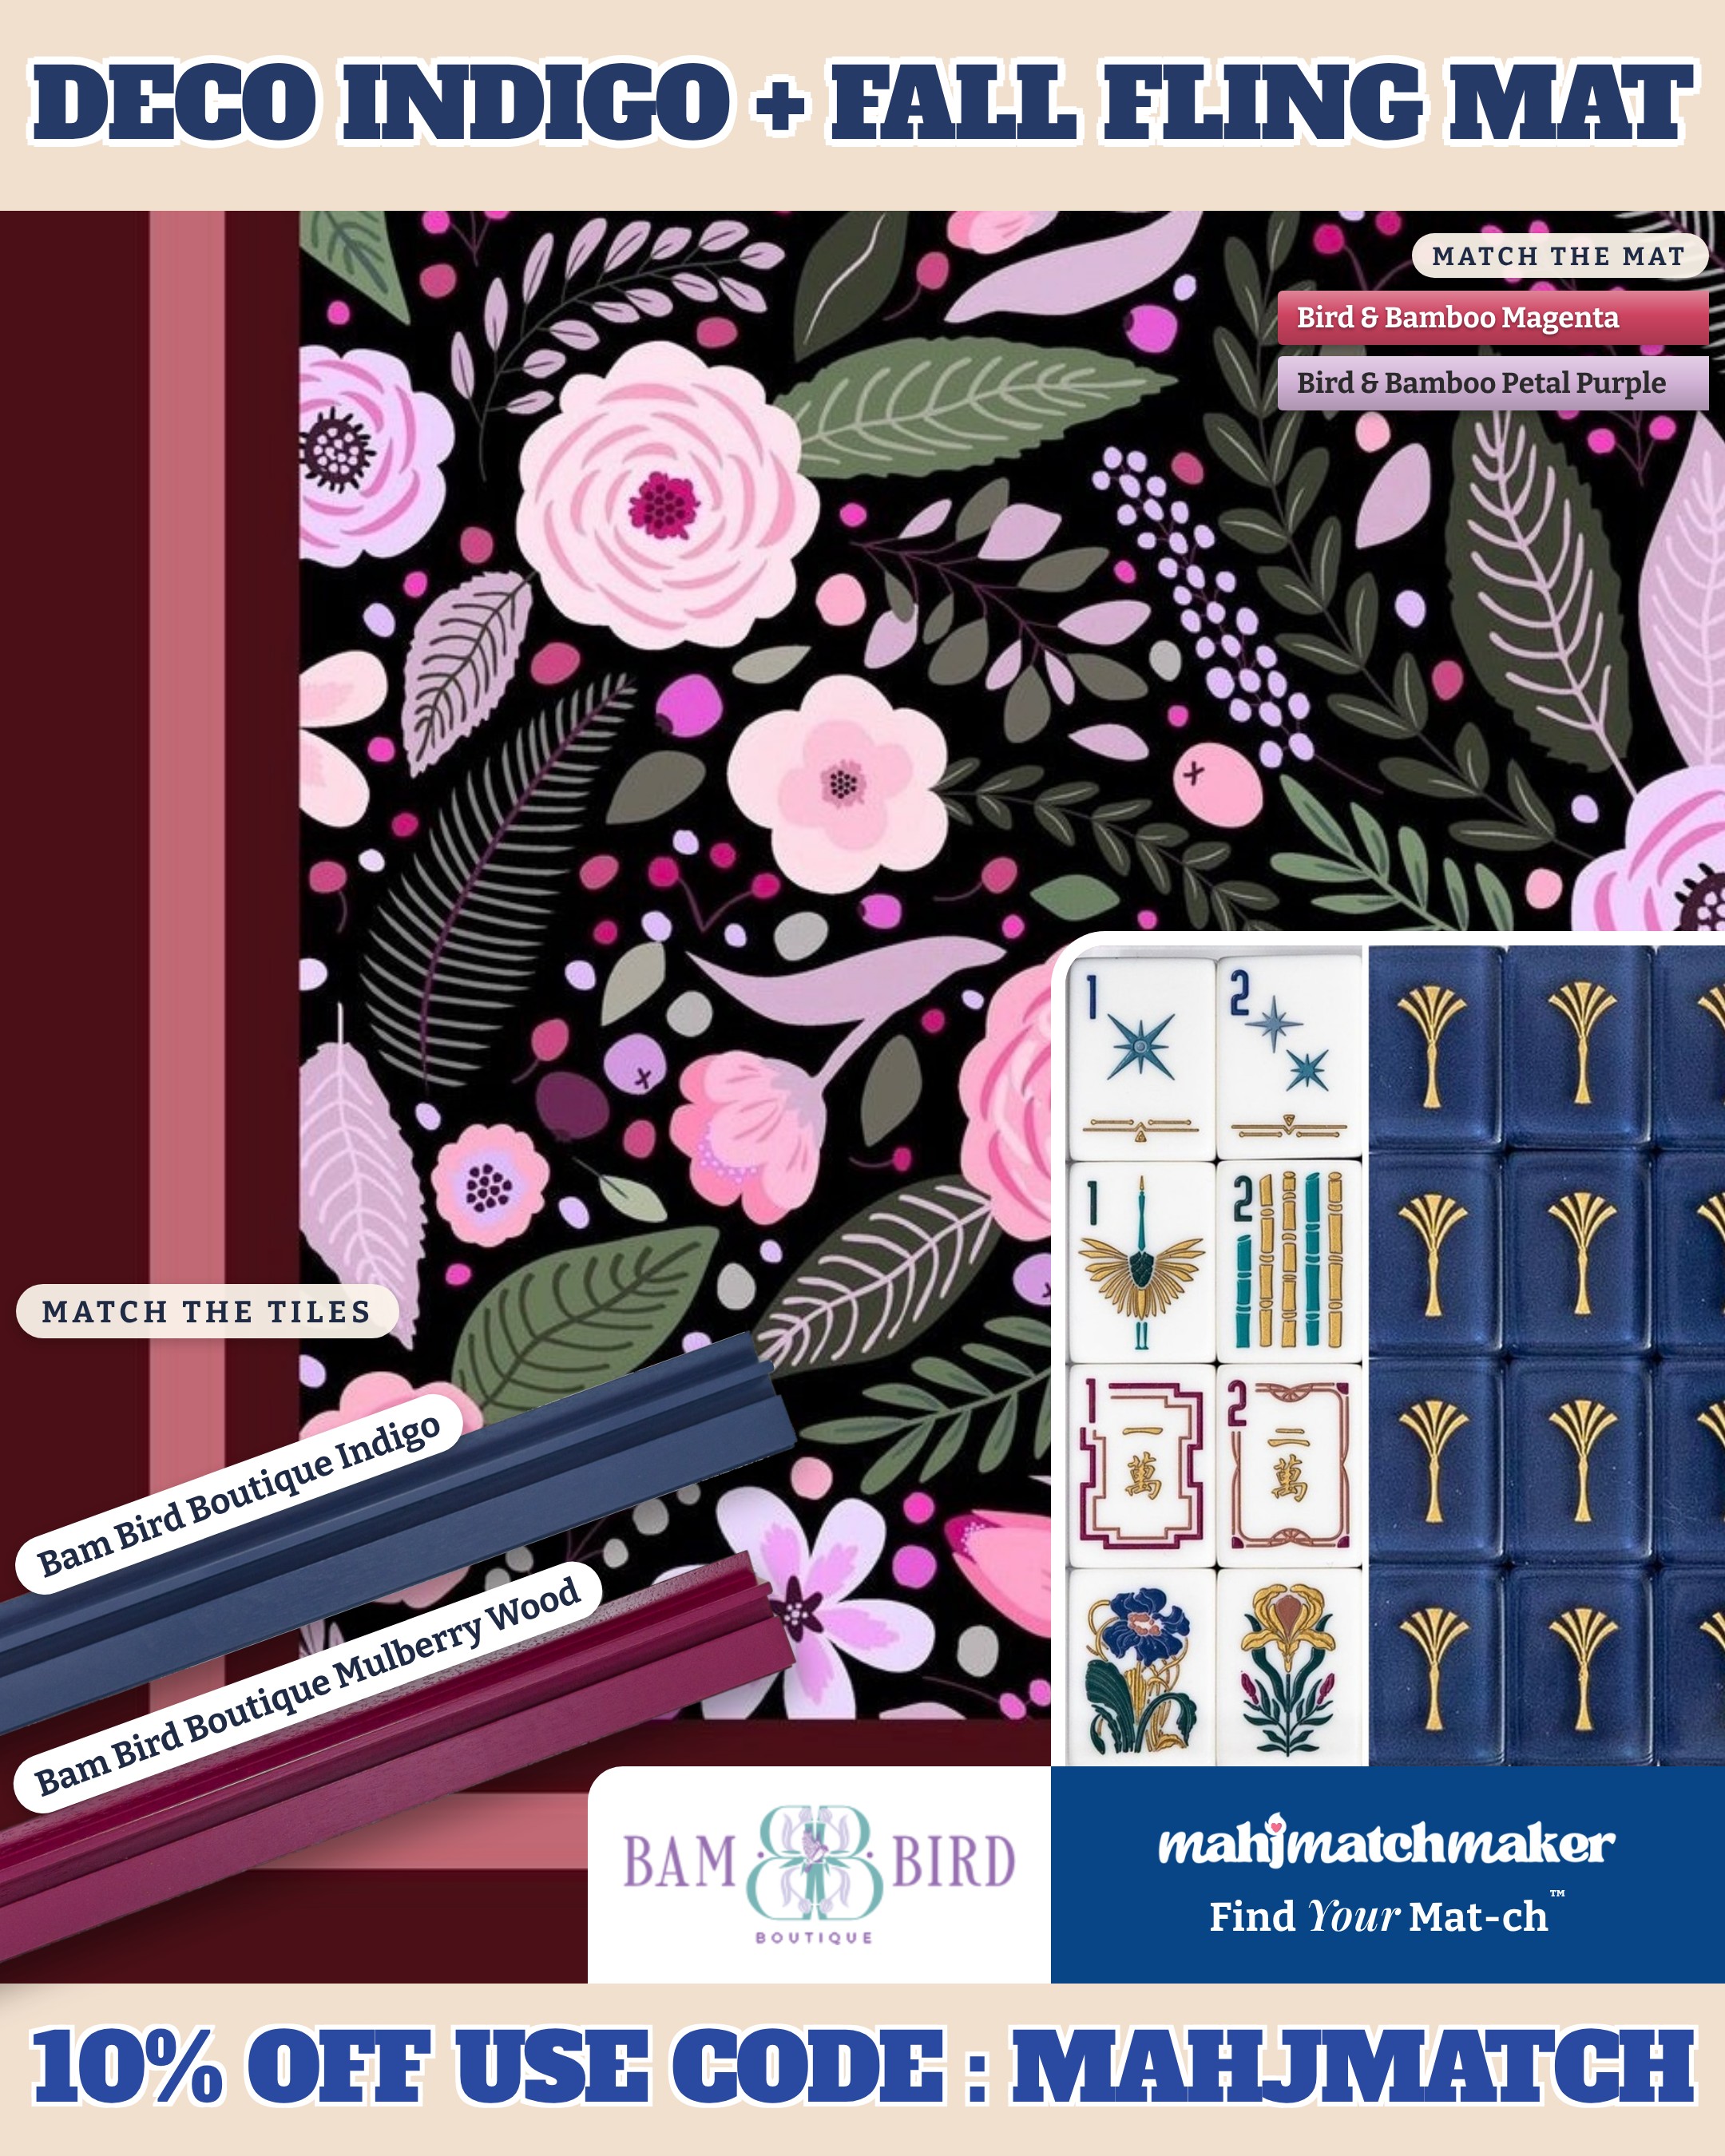 DECO INDIGO + FALL FLING MAT
MATCH THE MAT
Bird & Bamboo Magenta
Bird & Bamboo Petal Purple
1
2
1
2
MATCH THE TILES
1
一
萬
2
二
萬
Bam Bird Boutique Indigo
Bam Bird Boutique Mulberry Wood
BAM BIRD
BOUTIQUE
mahjmatchmaker
Find Your Mat-ch™
10% OFF USE CODE : MAHJMATCH